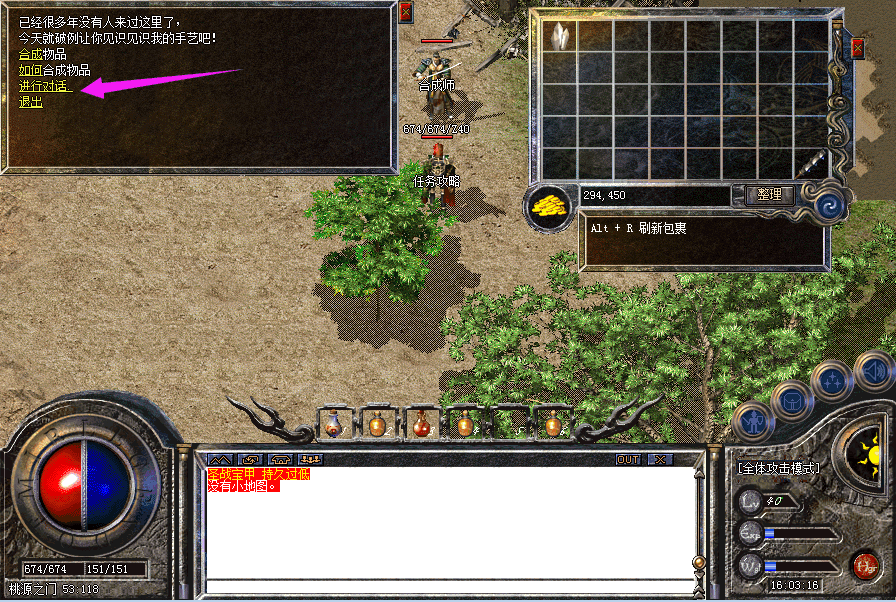 已经很多年没有人来过这里了，
今天就破例让你见识见识我的手艺吧！
合成物品
如何合成物品
进行对话
退出
合成师
674/674/Z40
任务攻略
294,450
整理
Alt + R 刷新包裹
OUT
圣战宝甲 持久过低
没有小地图。
[全体攻击模式]
Lv 40
Exp
Wt
Hgr
674/674 151/151
桃源之门 53:118
16:03:16